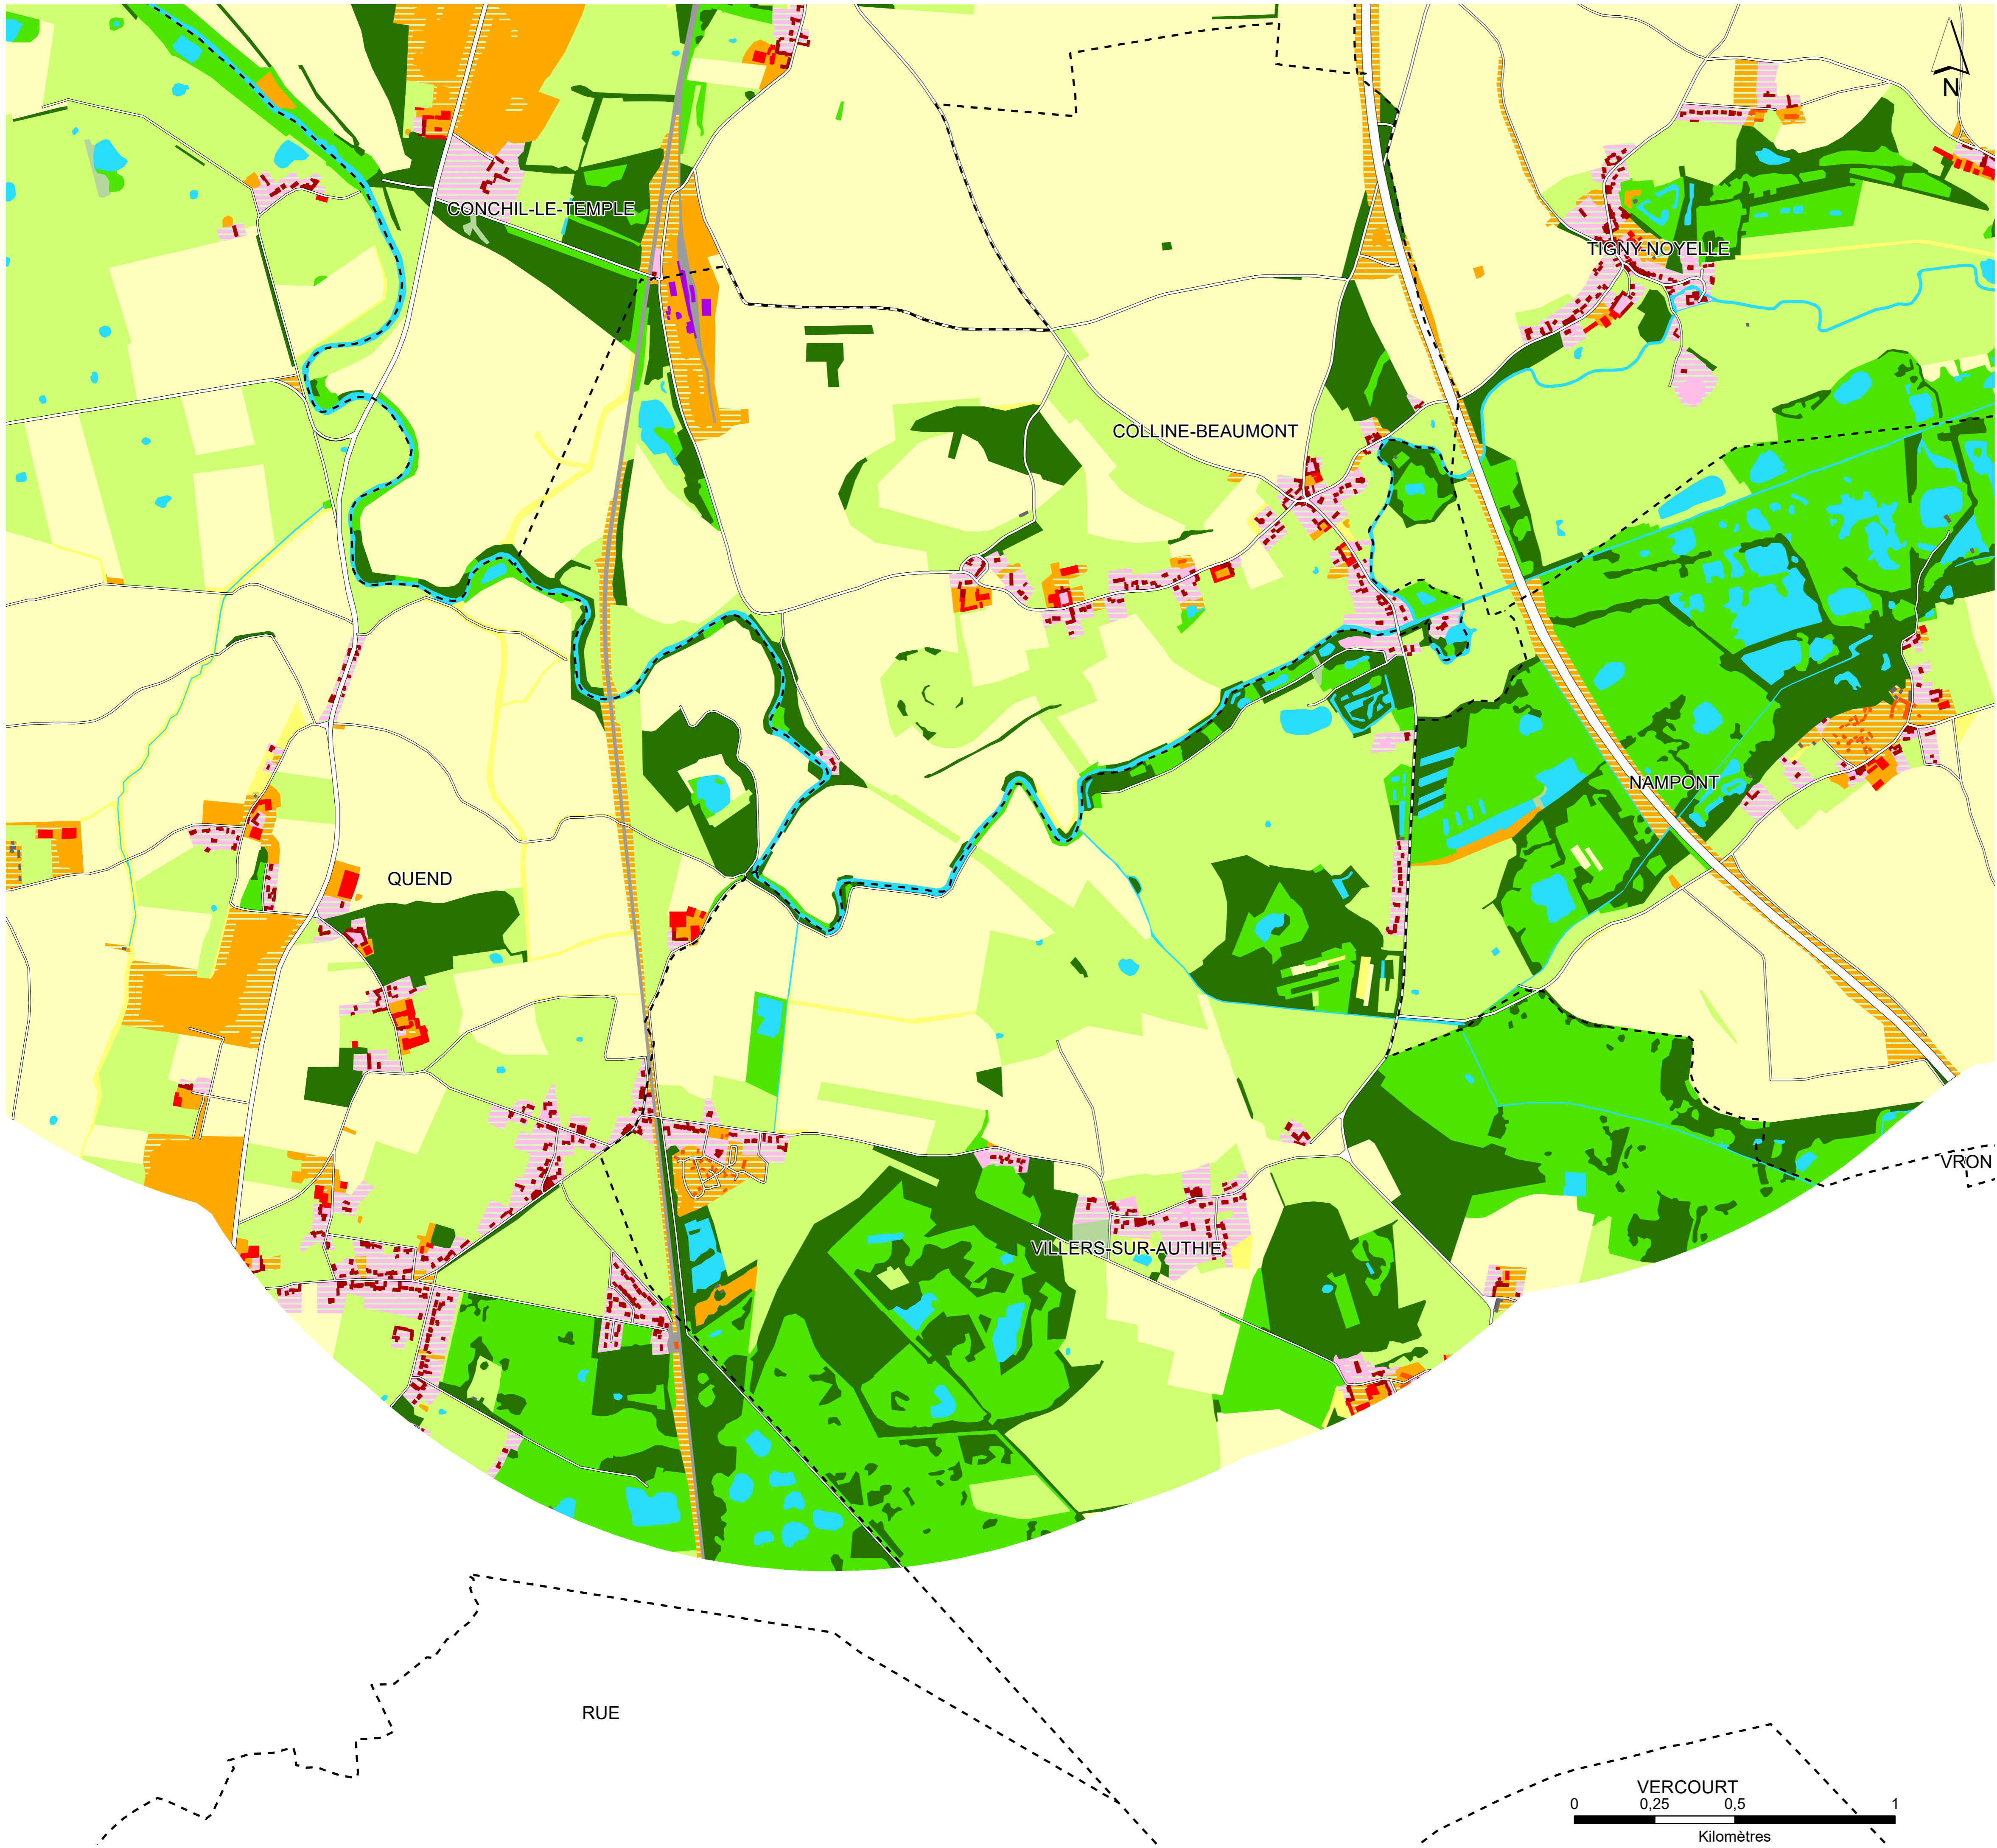 N
CONCHIL-LE-TEMPLE
TIGNY-NOYELLE
COLLINE-BEAUMONT
NAMPONT
QUEND
VRON
VILLERS-SUR-AUTHIE
RUE
VERCOURT
0 0,25 0,5 1
Kilomètres